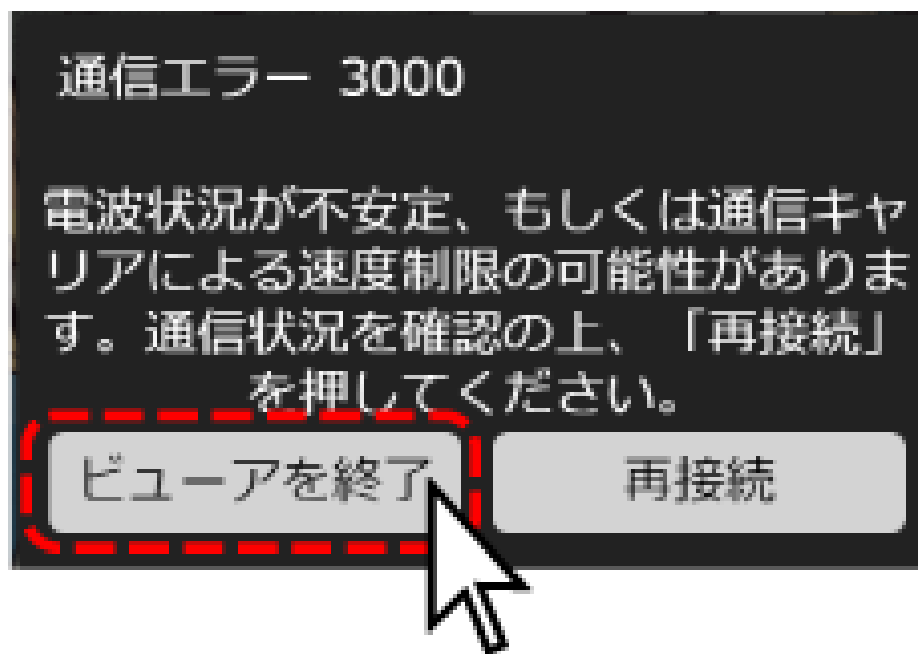 通信エラー 3000
電波状況が不安定、もしくは通信キャ
リアによる速度制限の可能性がありま
す。通信状況を確認の上、「再接続」
を押してください。
ビューアを終了
再接続